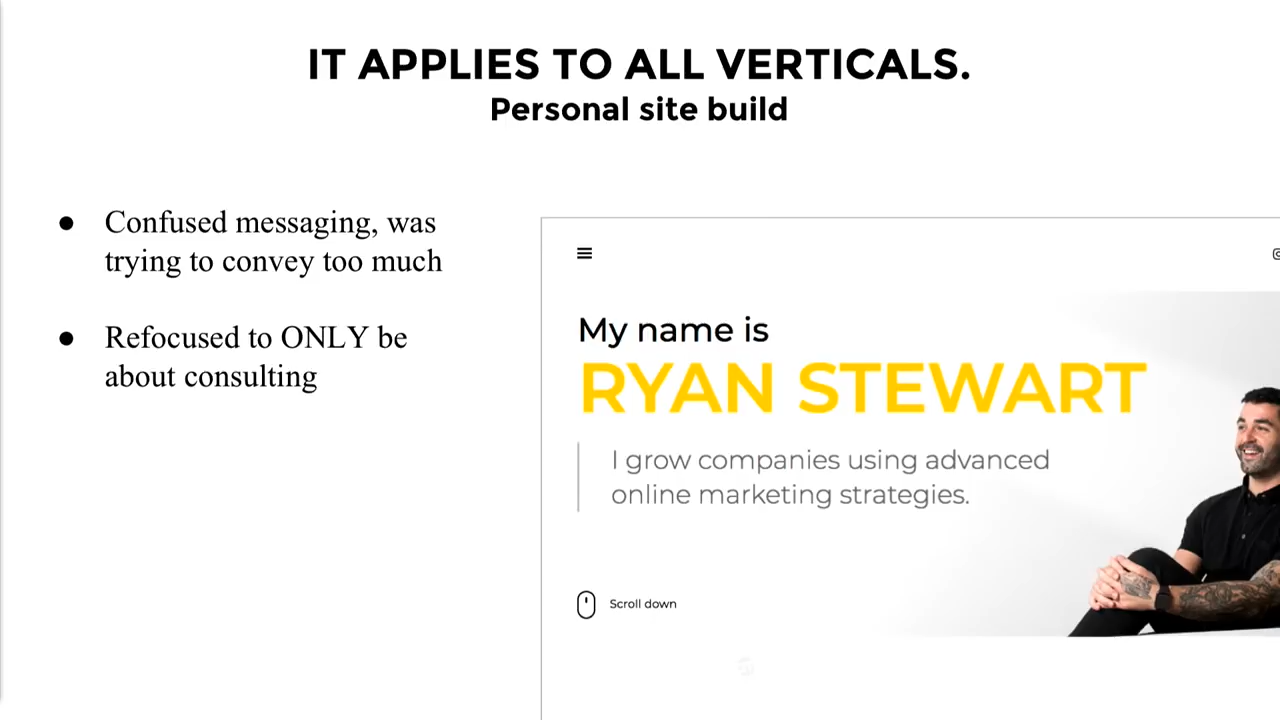 IT APPLIES TO ALL VERTICALS.
Personal site build
● Confused messaging, was
trying to convey too much
● Refocused to ONLY be
about consulting
My name is
RYAN STEWART
I grow companies using advanced
online marketing strategies.
Scroll down